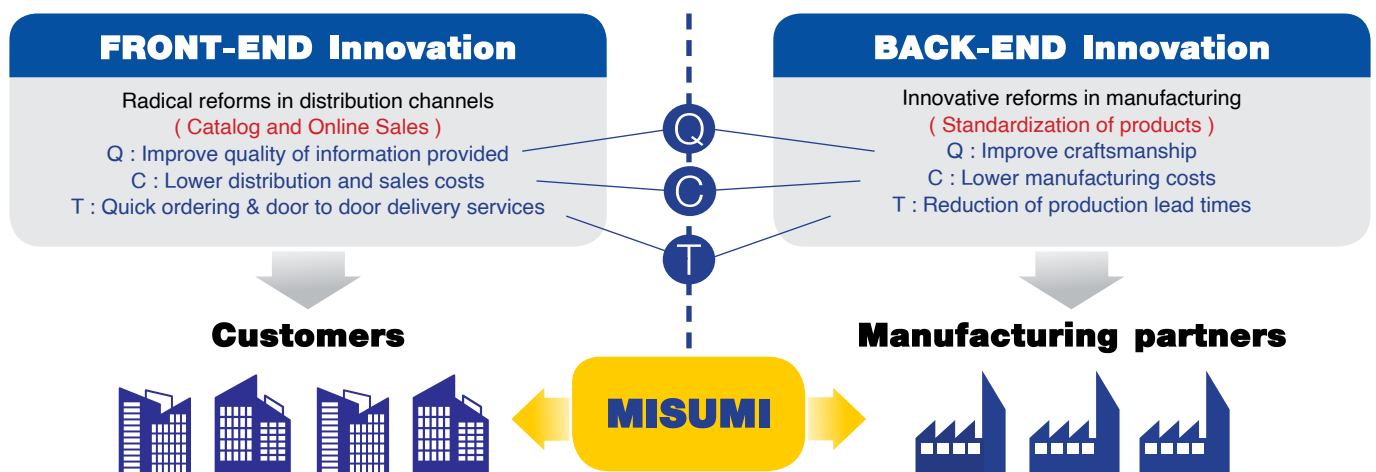 FRONT-END Innovation
Radical reforms in distribution channels
( Catalog and Online Sales )
Q : Improve quality of information provided
C : Lower distribution and sales costs
T : Quick ordering & door to door delivery services
Customers
Q
C
T
BACK-END Innovation
Innovative reforms in manufacturing
( Standardization of products )
Q : Improve craftsmanship
C : Lower manufacturing costs
T : Reduction of production lead times
Manufacturing partners
MISUMI